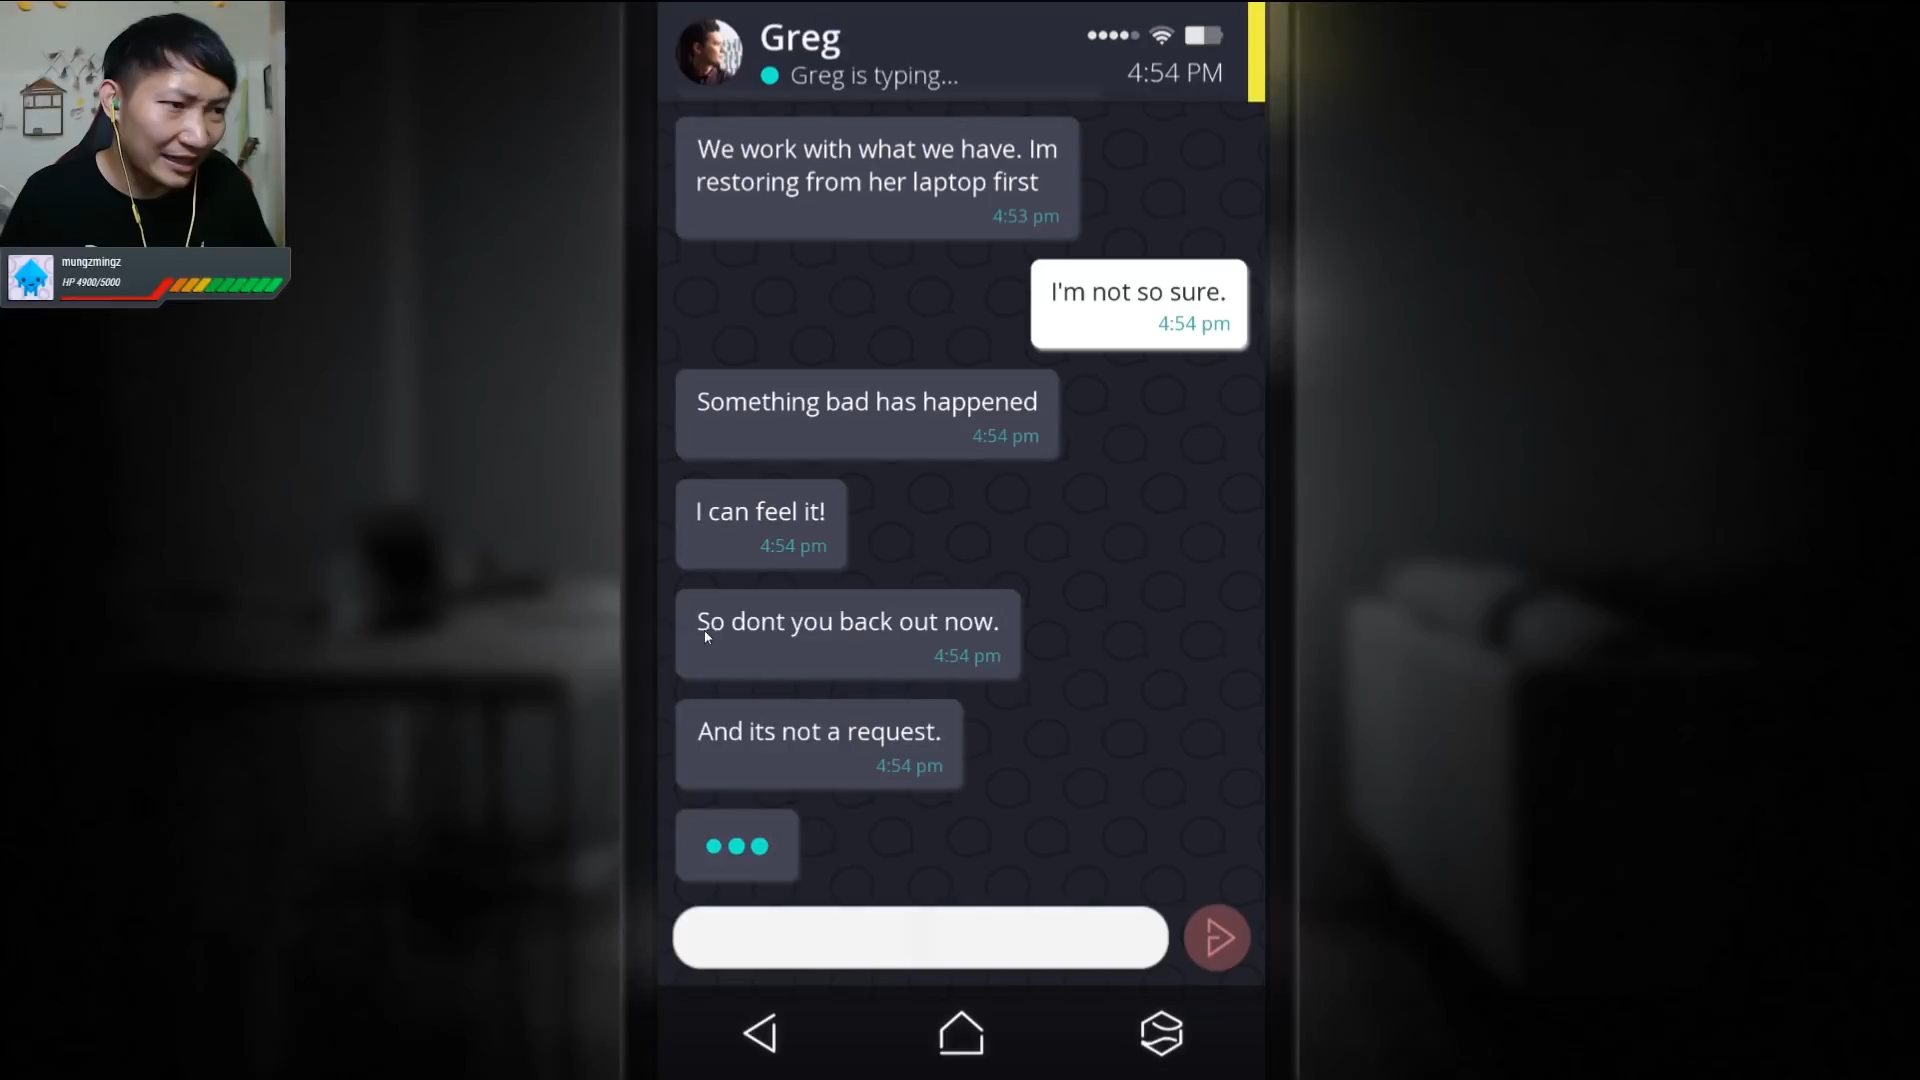 Greg
Greg is typing...
4:54 PM
We work with what we have. Im
restoring from her laptop first
4:53 pm
I'm not so sure.
4:54 pm
Something bad has happened
4:54 pm
I can feel it!
4:54 pm
So dont you back out now.
4:54 pm
And its not a request.
4:54 pm
mungzmingz
HP 4900/5000